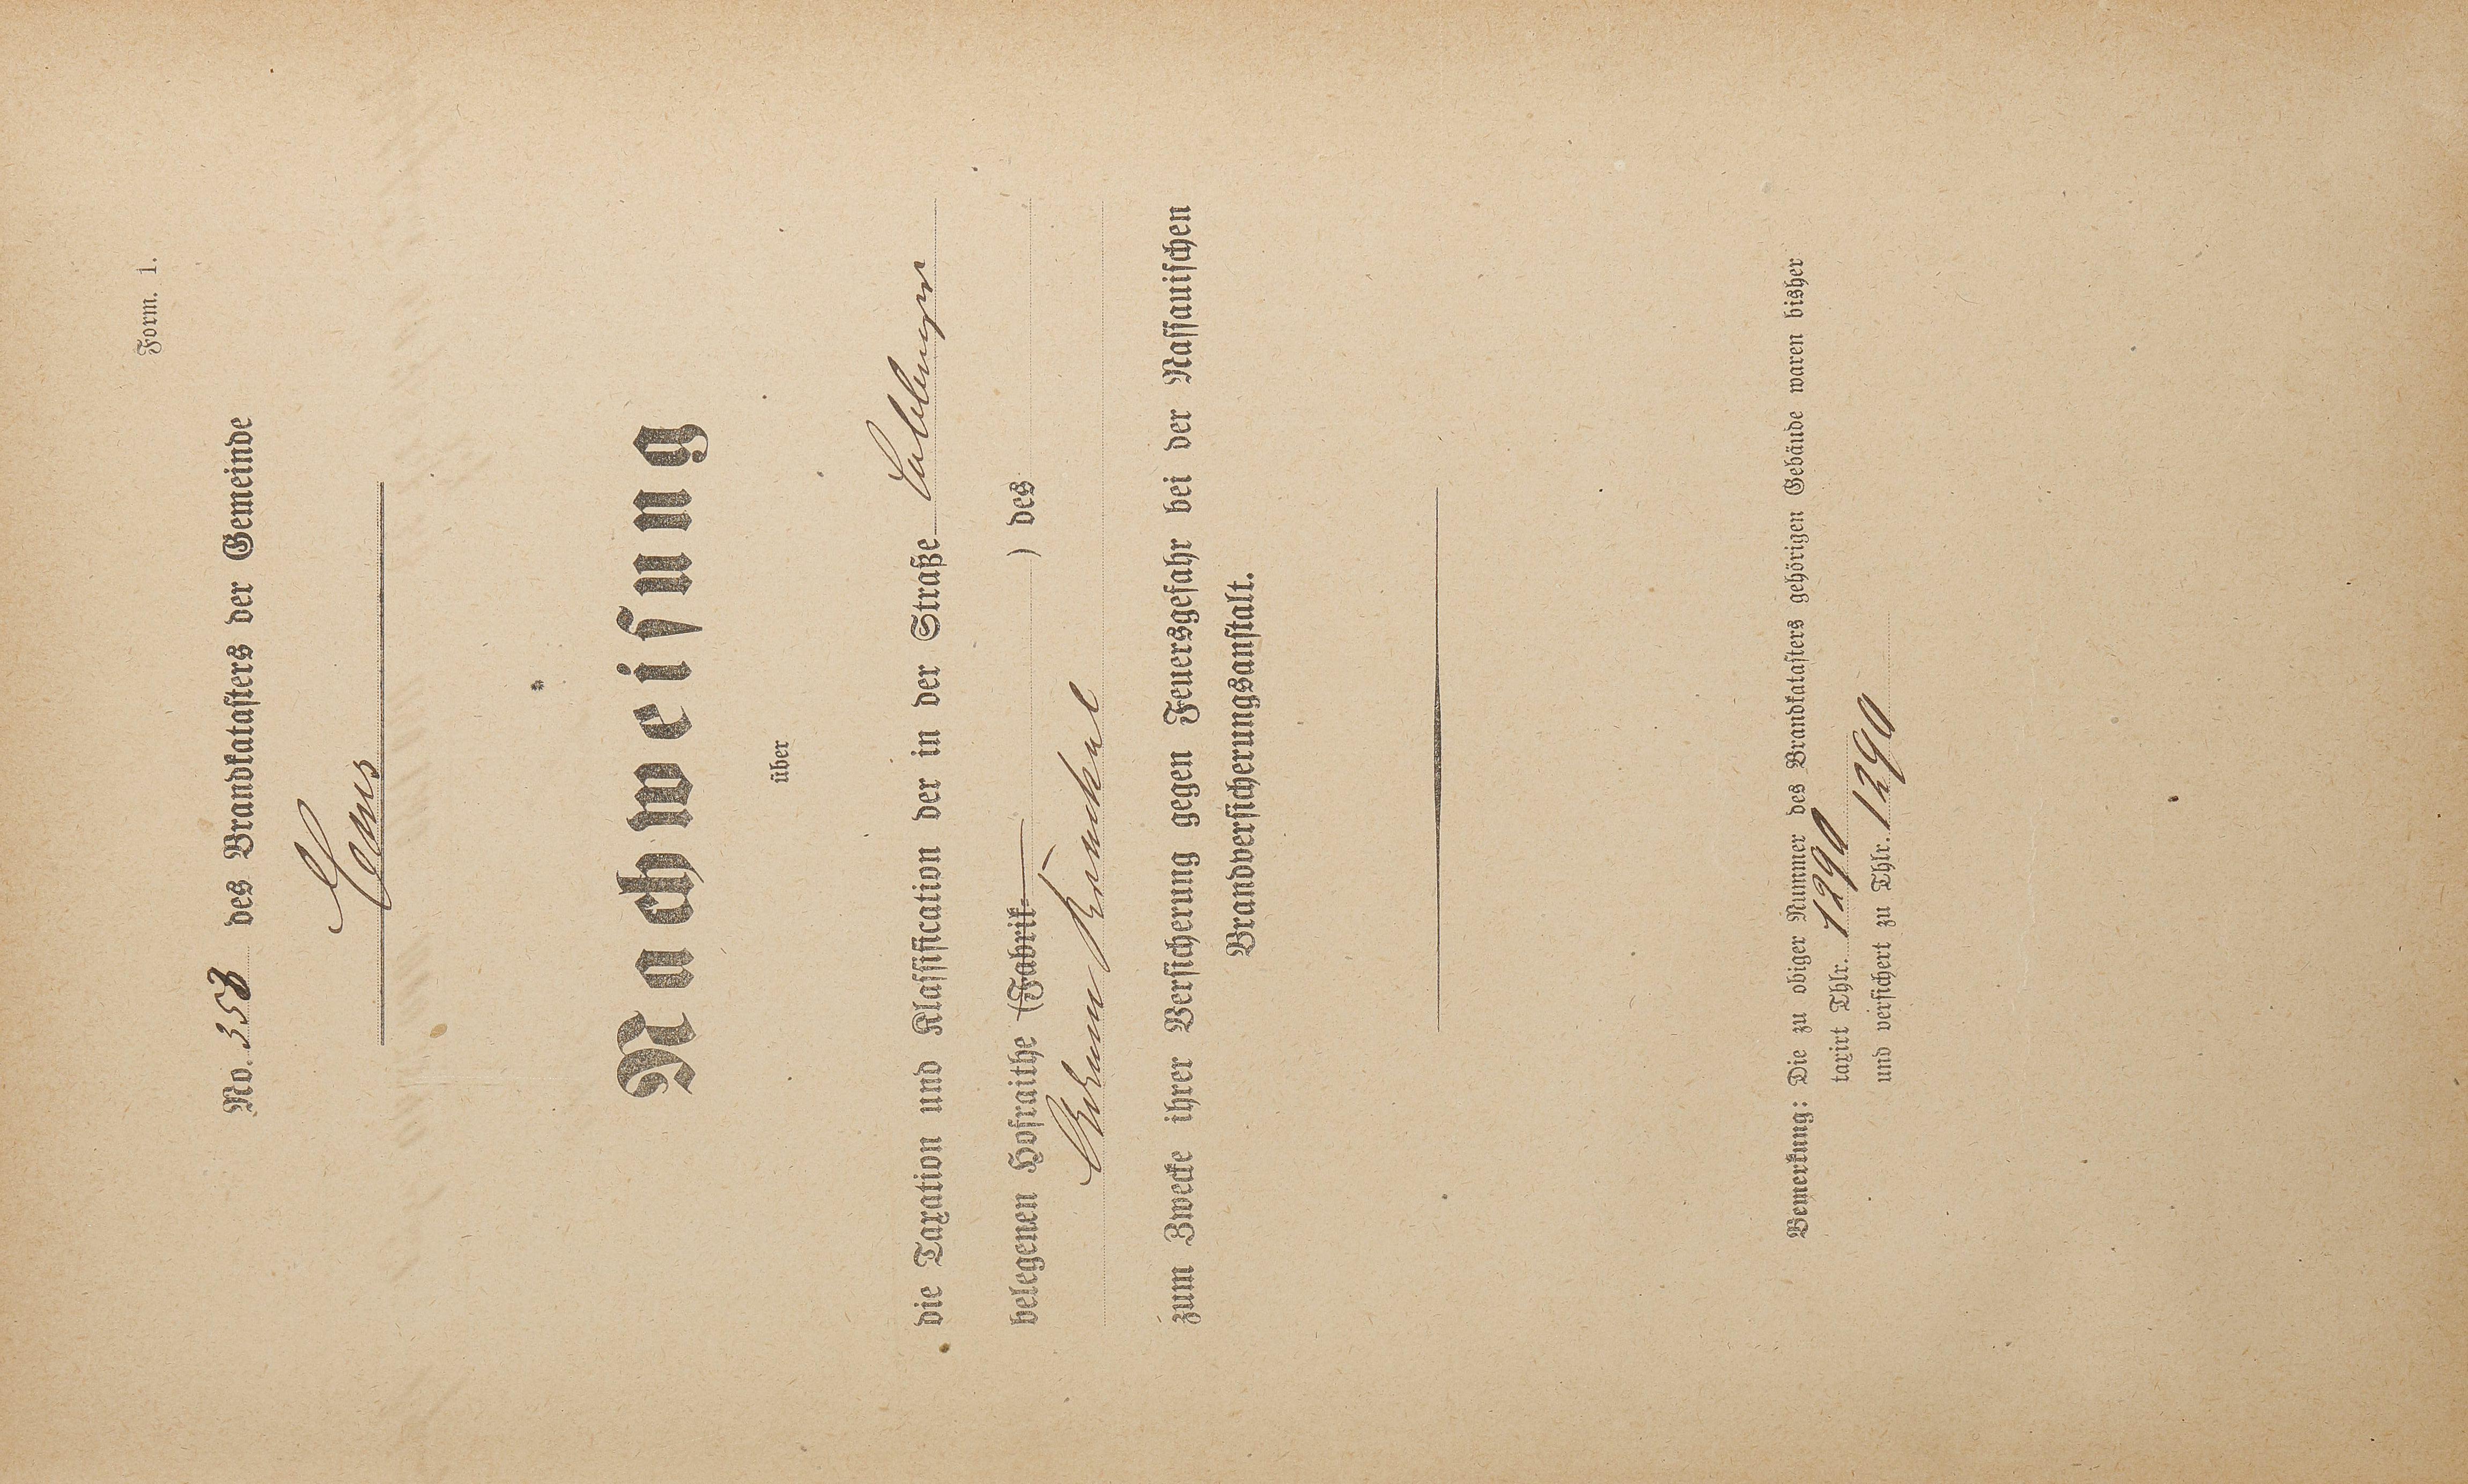 Form. 1.
No. 353 des Brandkatasters der Gemeinde
Cams
Nachweisung
über
die Taxation und Klassification der in der Straße
belegenen Hofraithe (Fabrik ) des
zum Zwecke ihrer Versicherung gegen Feuersgefahr bei der Nassauischen
Brandversicherungsanstalt.
Bemerkung: Die zu obiger Nummer des Brandkatasters gehörigen Gebäude waren bisher
taxirt Thlr. 1290
und versichert zu Thlr. 1290